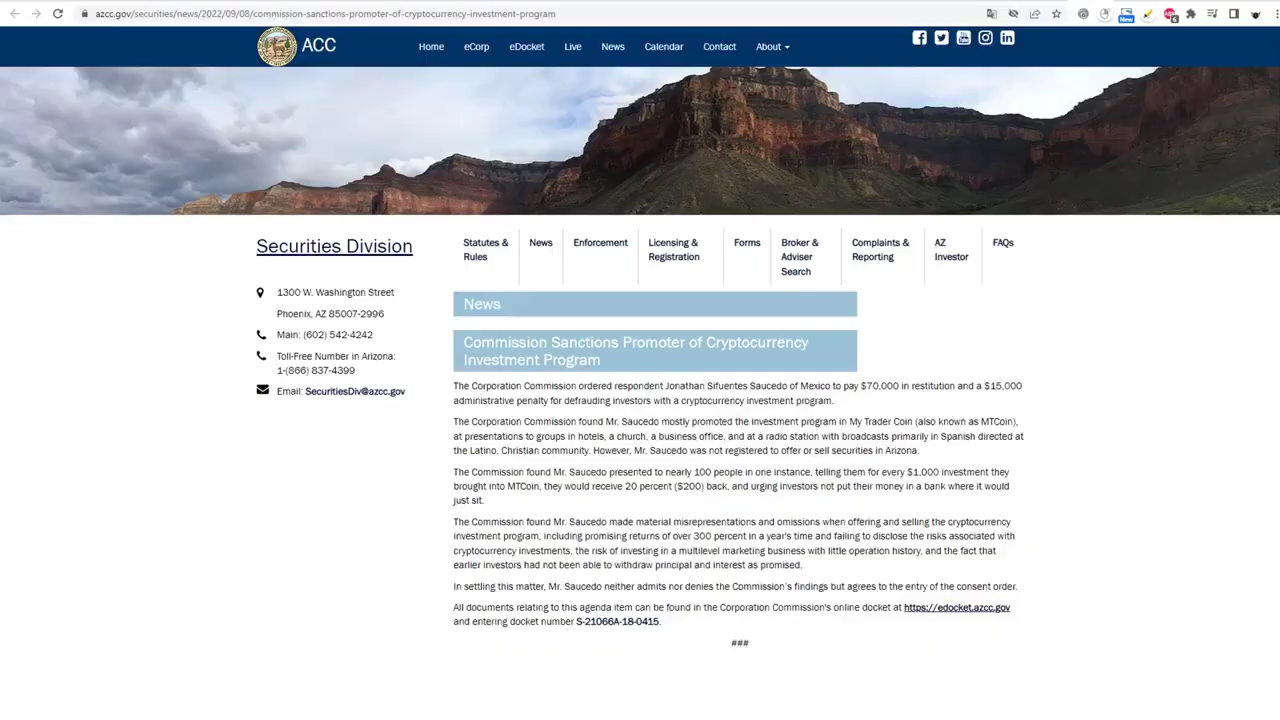 azcc.gov/securities/news/2022/09/08/commission-sanctions-promoter-of-cryptocurrency-investment-program
New
6
ACC
Home eCorp eDocket Live News Calendar Contact About
Securities Division
1300 W. Washington Street
Phoenix, AZ 85007-2996
Main: (602) 542-4242
Toll-Free Number in Arizona:
1-(866) 837-4399
Email: SecuritiesDiv@azcc.gov
Statutes & Rules
News
Enforcement
Licensing & Registration
Forms
Broker & Adviser Search
Complaints & Reporting
AZ Investor
FAQs
News
Commission Sanctions Promoter of Cryptocurrency
Investment Program
The Corporation Commission ordered respondent Jonathan Sifuentes Saucedo of Mexico to pay $70,000 in restitution and a $15,000
administrative penalty for defrauding investors with a cryptocurrency investment program.
The Corporation Commission found Mr. Saucedo mostly promoted the investment program in My Trader Coin (also known as MTCoin),
at presentations to groups in hotels, a church, a business office, and at a radio station with broadcasts primarily in Spanish directed at
the Latino, Christian community. However, Mr. Saucedo was not registered to offer or sell securities in Arizona.
The Commission found Mr. Saucedo presented to nearly 100 people in one instance, telling them for every $1,000 investment they
brought into MTCoin, they would receive 20 percent ($200) back, and urging investors not put their money in a bank where it would
just sit.
The Commission found Mr. Saucedo made material misrepresentations and omissions when offering and selling the cryptocurrency
investment program, including promising returns of over 300 percent in a year's time and failing to disclose the risks associated with
cryptocurrency investments, the risk of investing in a multilevel marketing business with little operation history, and the fact that
earlier investors had not been able to withdraw principal and interest as promised.
In settling this matter, Mr. Saucedo neither admits nor denies the Commission's findings but agrees to the entry of the consent order.
All documents relating to this agenda item can be found in the Corporation Commission's online docket at https://edocket.azcc.gov
and entering docket number S-21066A-18-0415.
###